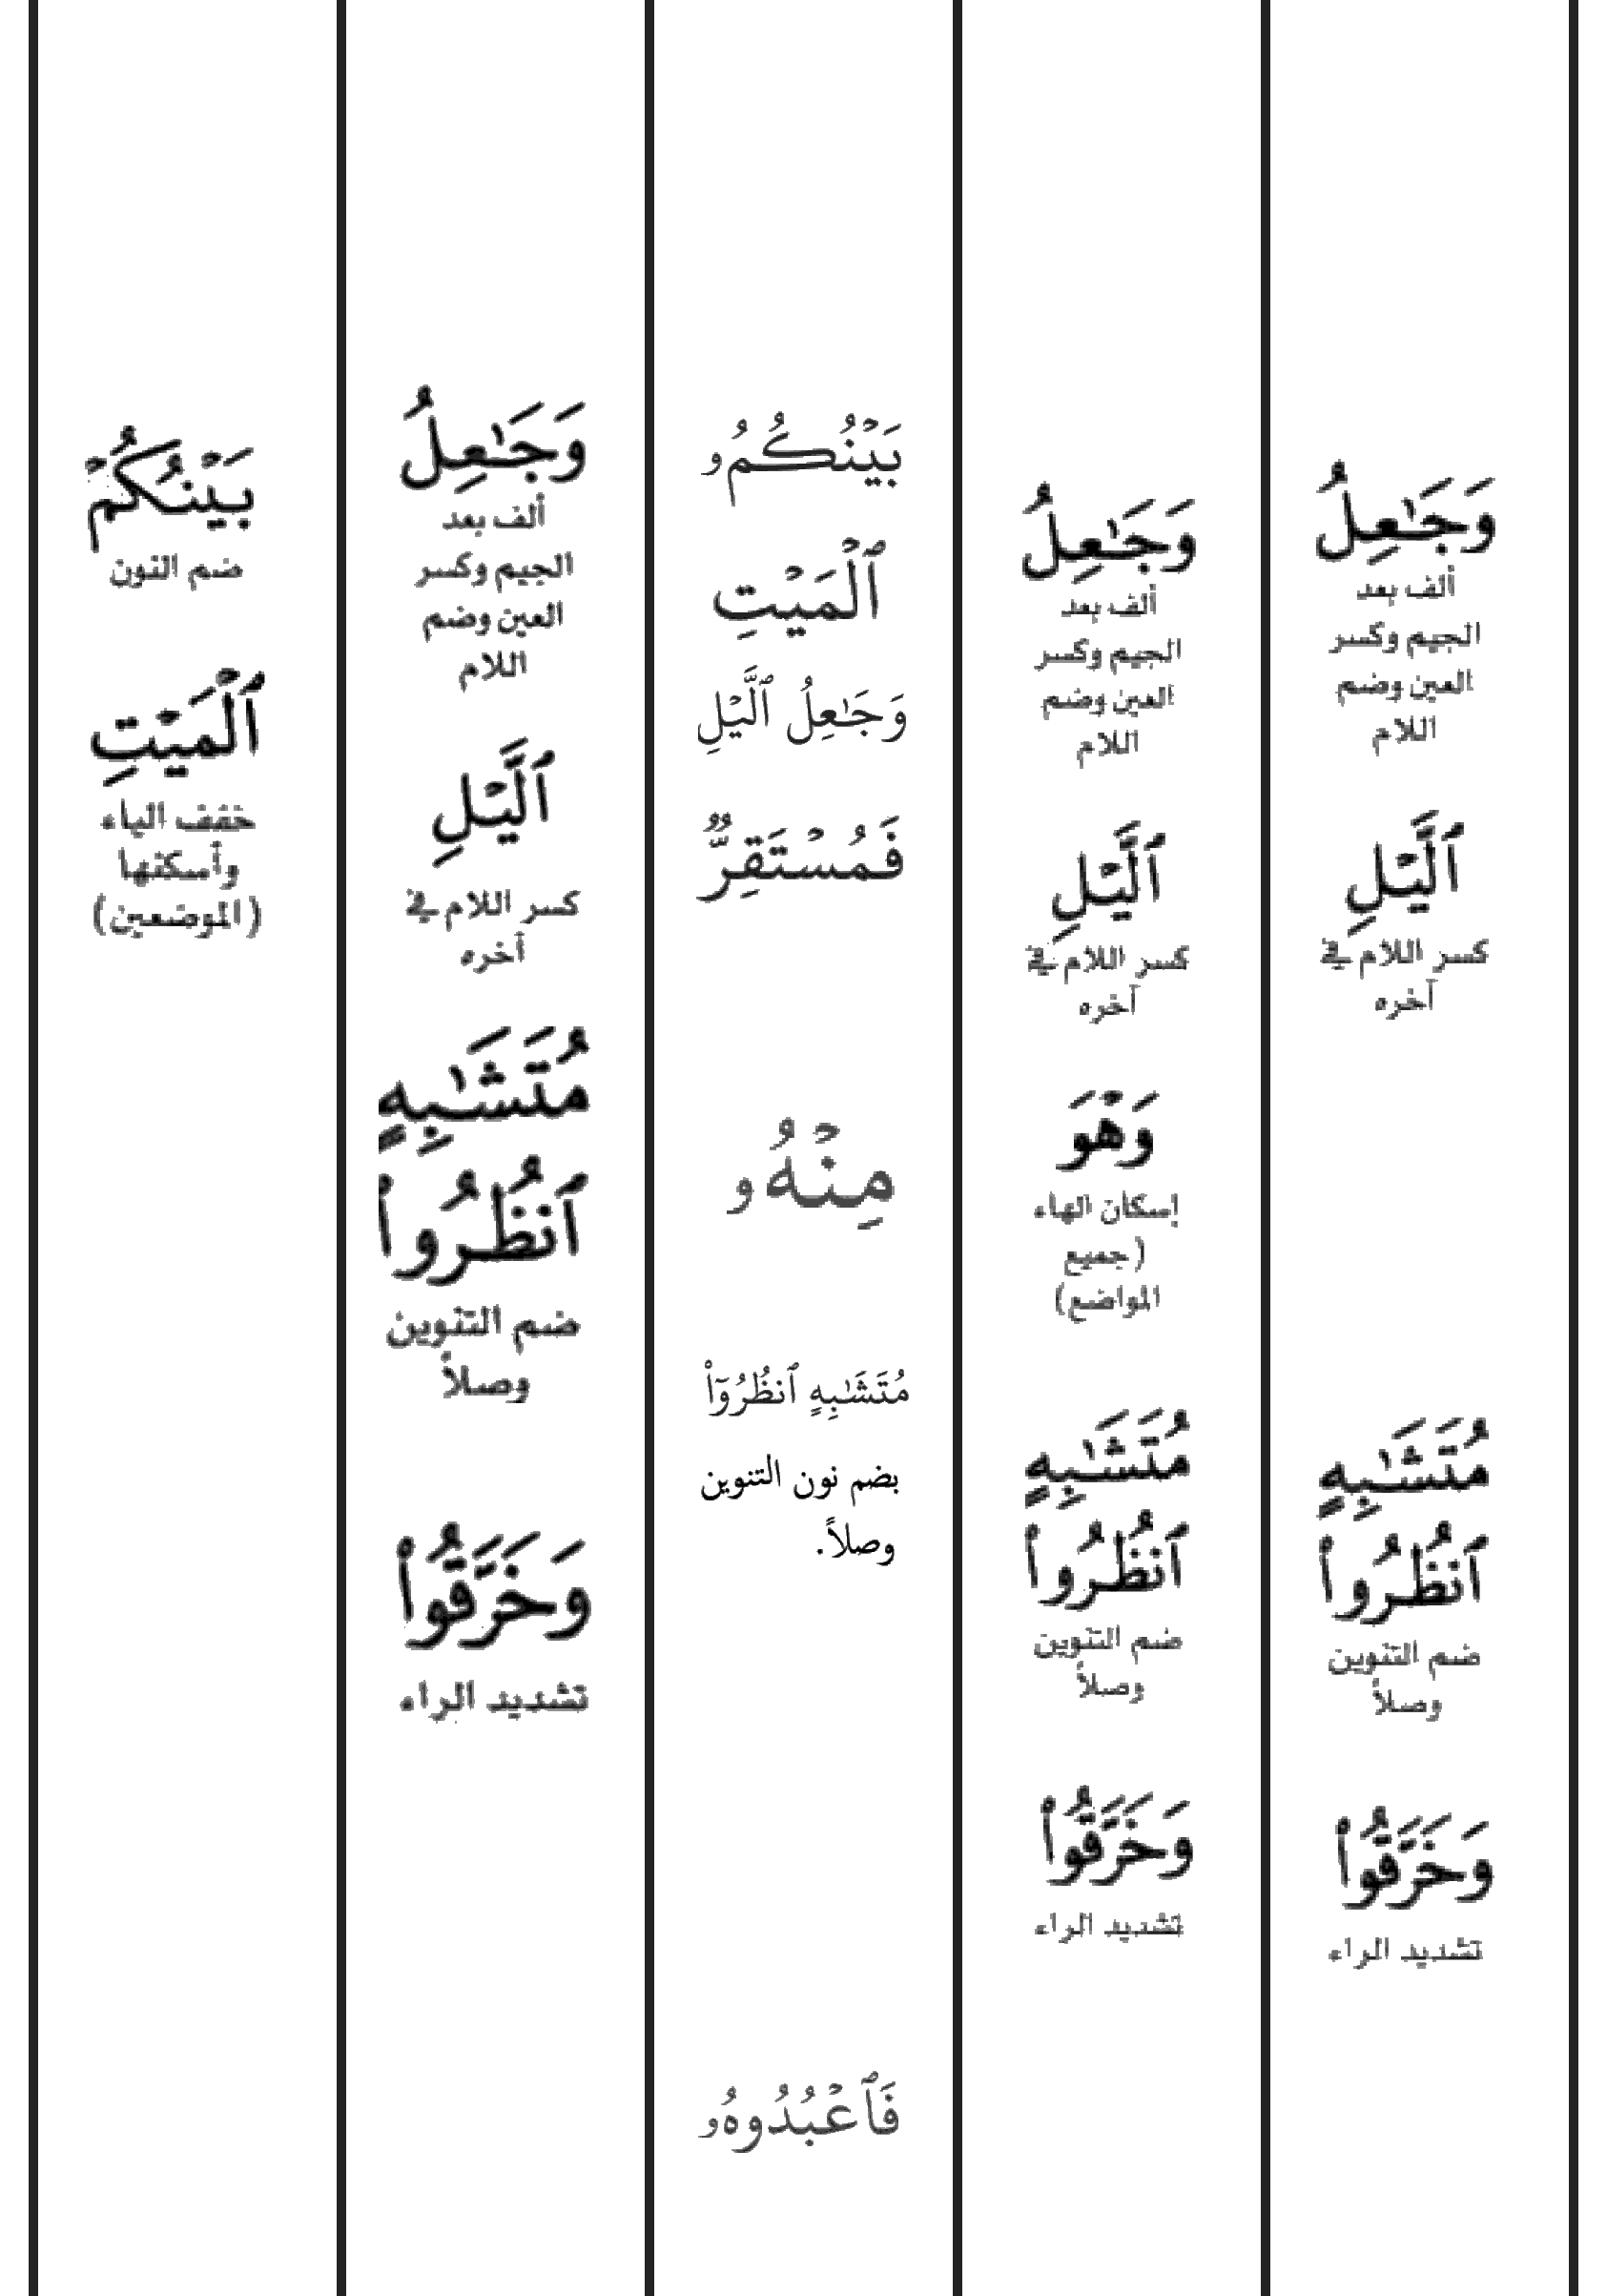 وَجَٰعِلُ
ألف بعد
الجيم وكسر
العين وضم
اللام
ٱلَّيۡلِ
كسر اللام في
آخره
مُتَشَٰبِهٍ
ٱنظُرُواْ
ضم التنوين
وصلاً
وَخَرَّقُواْ
تشديد الراء
وَجَٰعِلُ
ألف بعد
الجيم وكسر
العين وضم
اللام
ٱلَّيۡلِ
كسر اللام في
آخره
وَهۡوَ
إسكان الهاء
(جميع
المواضع)
مُتَشَٰبِهٍ
ٱنظُرُواْ
ضم التنوين
وصلاً
وَخَرَّقُواْ
تشديد الراء
بَيۡنُكُمُۥ
ٱلۡمَيۡتِ
وَجَٰعِلُ ٱلَّيۡلِ
فَمُسۡتَقِرٌّ
مِنۡهُۥ
مُتَشَٰبِهٍ ٱنظُرُوٓاْ
بضم نون التنوين
وصلاً.
فَٱعۡبُدُوهُۥ
وَجَٰعِلُ
ألف بعد
الجيم وكسر
العين وضم
اللام
ٱلَّيۡلِ
كسر اللام في
آخره
مُتَشَٰبِهٍ
ٱنظُرُواْ
ضم التنوين
وصلاً
وَخَرَّقُواْ
تشديد الراء
بَيۡنُكُمۡ
ضم النون
ٱلۡمَيۡتِ
خفف الياء
وأسكنها
(الموضعين)